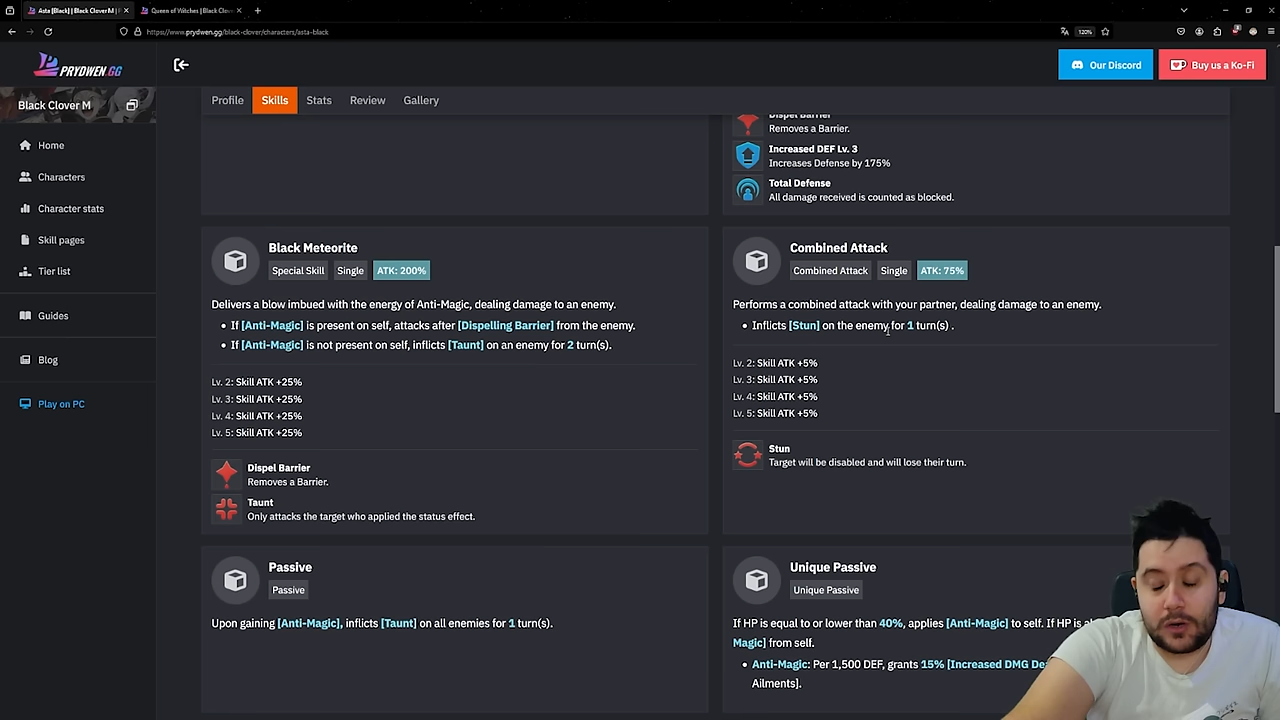 Asta [Black] | Black Clover M |
Queen of Witches | Black Clov
https://www.prydwen.gg/black-clover/characters/asta-black
120%
PRYDWEN.GG
Our Discord
Buy us a Ko-Fi
Black Clover M
Profile
Skills
Stats
Review
Gallery
Home
Characters
Character stats
Skill pages
Tier list
Guides
Blog
Play on PC
Dispel Barrier
Removes a Barrier.
Increased DEF Lv. 3
Increases Defense by 175%
Total Defense
All damage received is counted as blocked.
Black Meteorite
Special Skill
Single
ATK: 200%
Delivers a blow imbued with the energy of Anti-Magic, dealing damage to an enemy.
If [Anti-Magic] is present on self, attacks after [Dispelling Barrier] from the enemy.
If [Anti-Magic] is not present on self, inflicts [Taunt] on an enemy for 2 turn(s).
Lv. 2: Skill ATK +25%
Lv. 3: Skill ATK +25%
Lv. 4: Skill ATK +25%
Lv. 5: Skill ATK +25%
Dispel Barrier
Removes a Barrier.
Taunt
Only attacks the target who applied the status effect.
Combined Attack
Combined Attack
Single
ATK: 75%
Performs a combined attack with your partner, dealing damage to an enemy.
Inflicts [Stun] on the enemy for 1 turn(s) .
Lv. 2: Skill ATK +5%
Lv. 3: Skill ATK +5%
Lv. 4: Skill ATK +5%
Lv. 5: Skill ATK +5%
Stun
Target will be disabled and will lose their turn.
Passive
Passive
Upon gaining [Anti-Magic], inflicts [Taunt] on all enemies for 1 turn(s).
Unique Passive
Unique Passive
If HP is equal to or lower than 40%, applies [Anti-Magic] to self. If HP is
Magic] from self.
Anti-Magic: Per 1,500 DEF, grants 15% [Increased DMG De
Ailments].